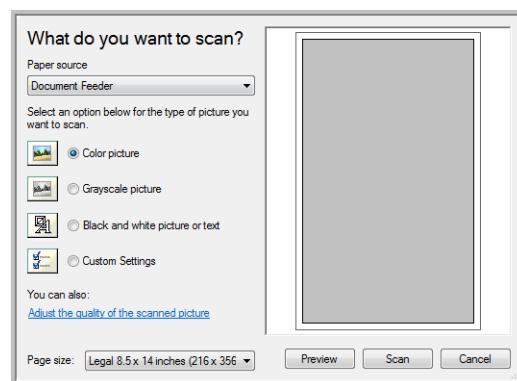 What do you want to scan?
Paper source
Document Feeder
Select an option below for the type of picture you
want to scan.
Color picture
Grayscale picture
Black and white picture or text
Custom Settings
You can also:
Adjust the quality of the scanned picture
Page size: Legal 8.5 x 14 inches (216 x 356
Preview Scan Cancel